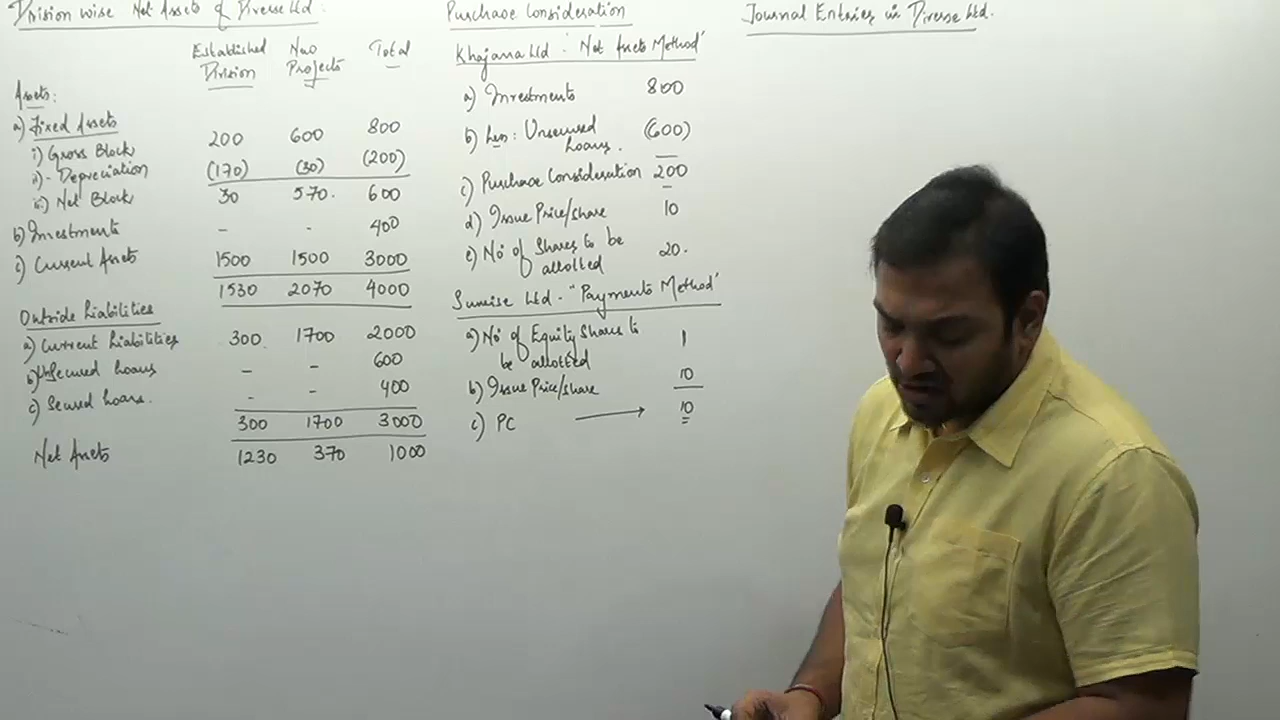 Division wise Net Assets of Diverse Ltd.
Established Division New Projects Total
Assets:
a) Fixed Assets
i) Gross Block 200 600 800
ii) - Depreciation (170) (30) (200)
iii) Net Block 30 570. 600
b) Investments - - 400
c) Current Assets 1500 1500 3000
1530 2070 4000
Outside Liabilities
a) Current Liabilities 300 1700 2000
b) UnSecured Loans - - 600
c) Secured Loans. - - 400
300 1700 3000
Net Assets 1230 370 1000
Purchase Consideration
Khajana Ltd 'Net Assets Method'
a) Investments 800
b) Less: Unsecured Loans. (600)
c) Purchase Consideration 200
d) Issue Price/share 10
e) No of Shares to be allotted 20.
Sunrise Ltd - "Payments Method"
a) No of Equity Shares to be allotted 1
b) Issue Price/share 10
c) PC → 10
Journal Entries in Diverse Ltd.